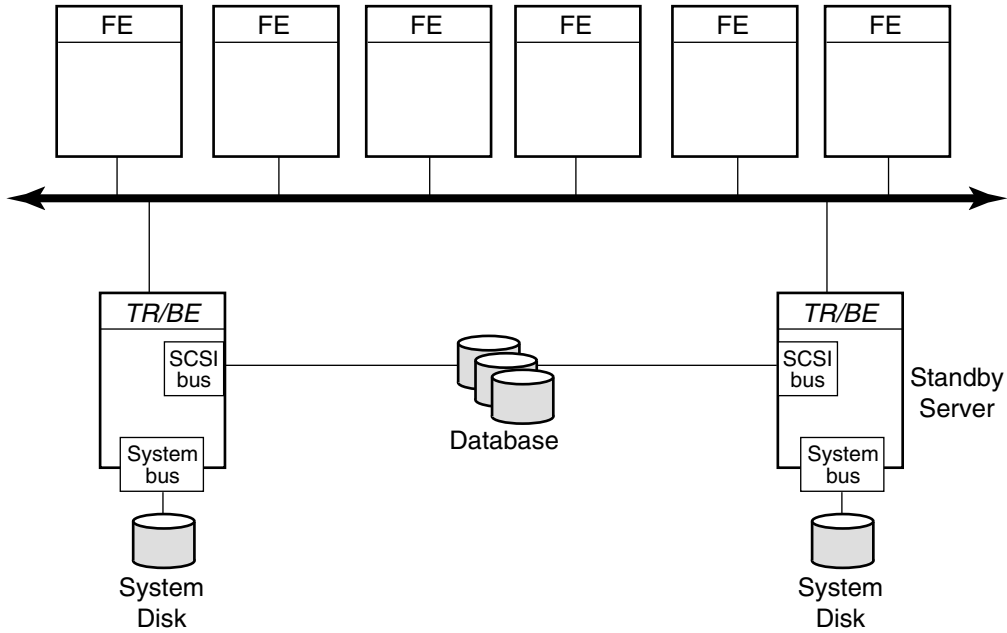 FE
FE
FE
FE
FE
FE
TR/BE
TR/BE
SCSI
bus
SCSI
bus
Standby
Server
Database
System
bus
System
bus
System
Disk
System
Disk